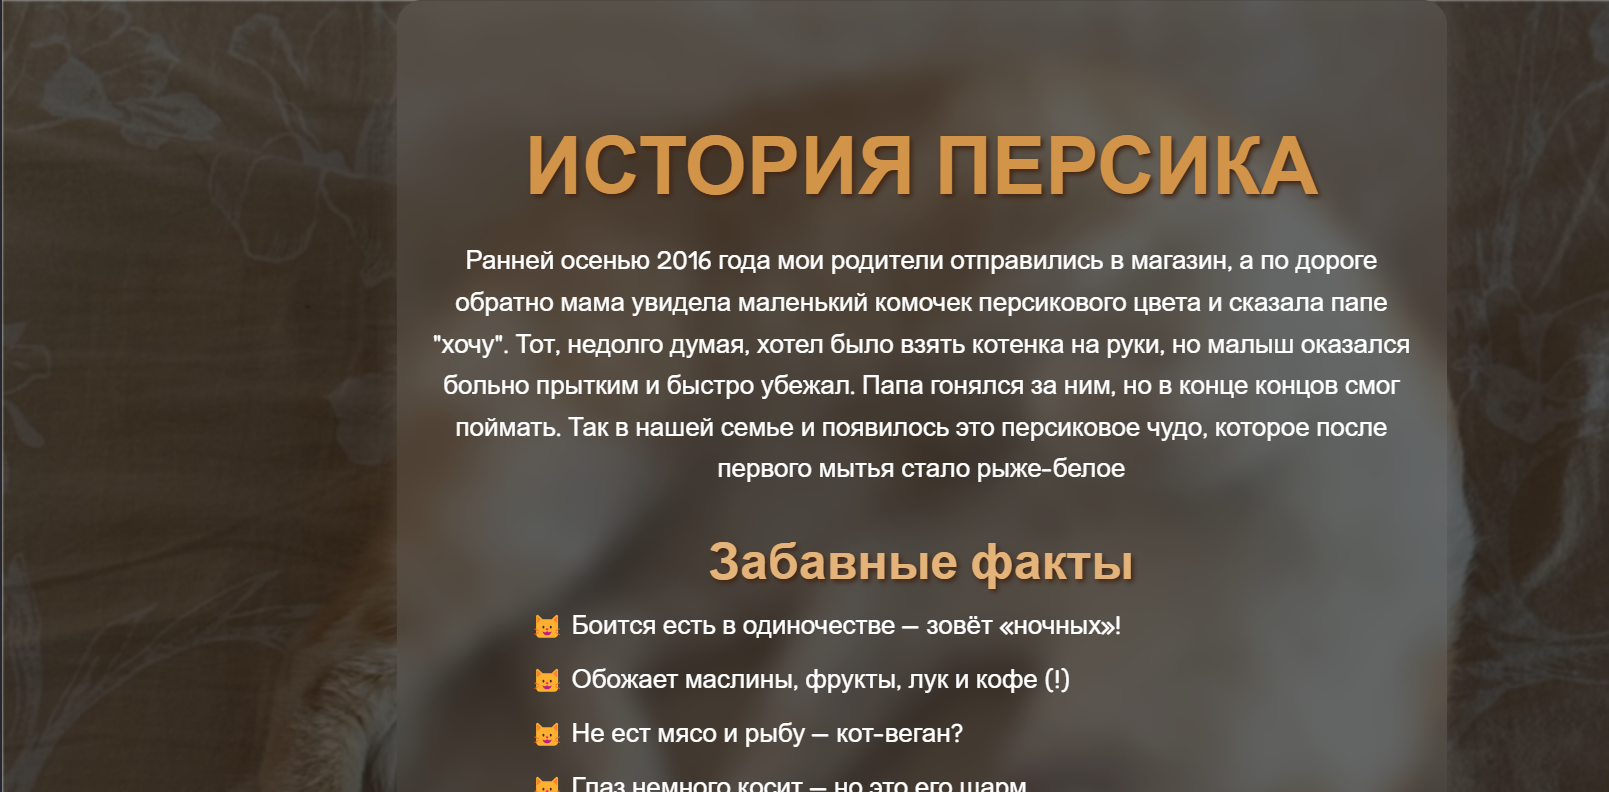 ИСТОРИЯ ПЕРСИКА
Ранней осенью 2016 года мои родители отправились в магазин, а по дороге
обратно мама увидела маленький комочек персикового цвета и сказала папе
"хочу". Тот, недолго думая, хотел было взять котенка на руки, но малыш оказался
больно прытким и быстро убежал. Папа гонялся за ним, но в конце концов смог
поймать. Так в нашей семье и появилось это персиковое чудо, которое после
первого мытья стало рыже-белое
Забавные факты
Боится есть в одиночестве – зовёт «ночных»!
Обожает маслины, фрукты, лук и кофе (!)
Не ест мясо и рыбу – кот-веган?
Глаз немного косит – но это его шарм